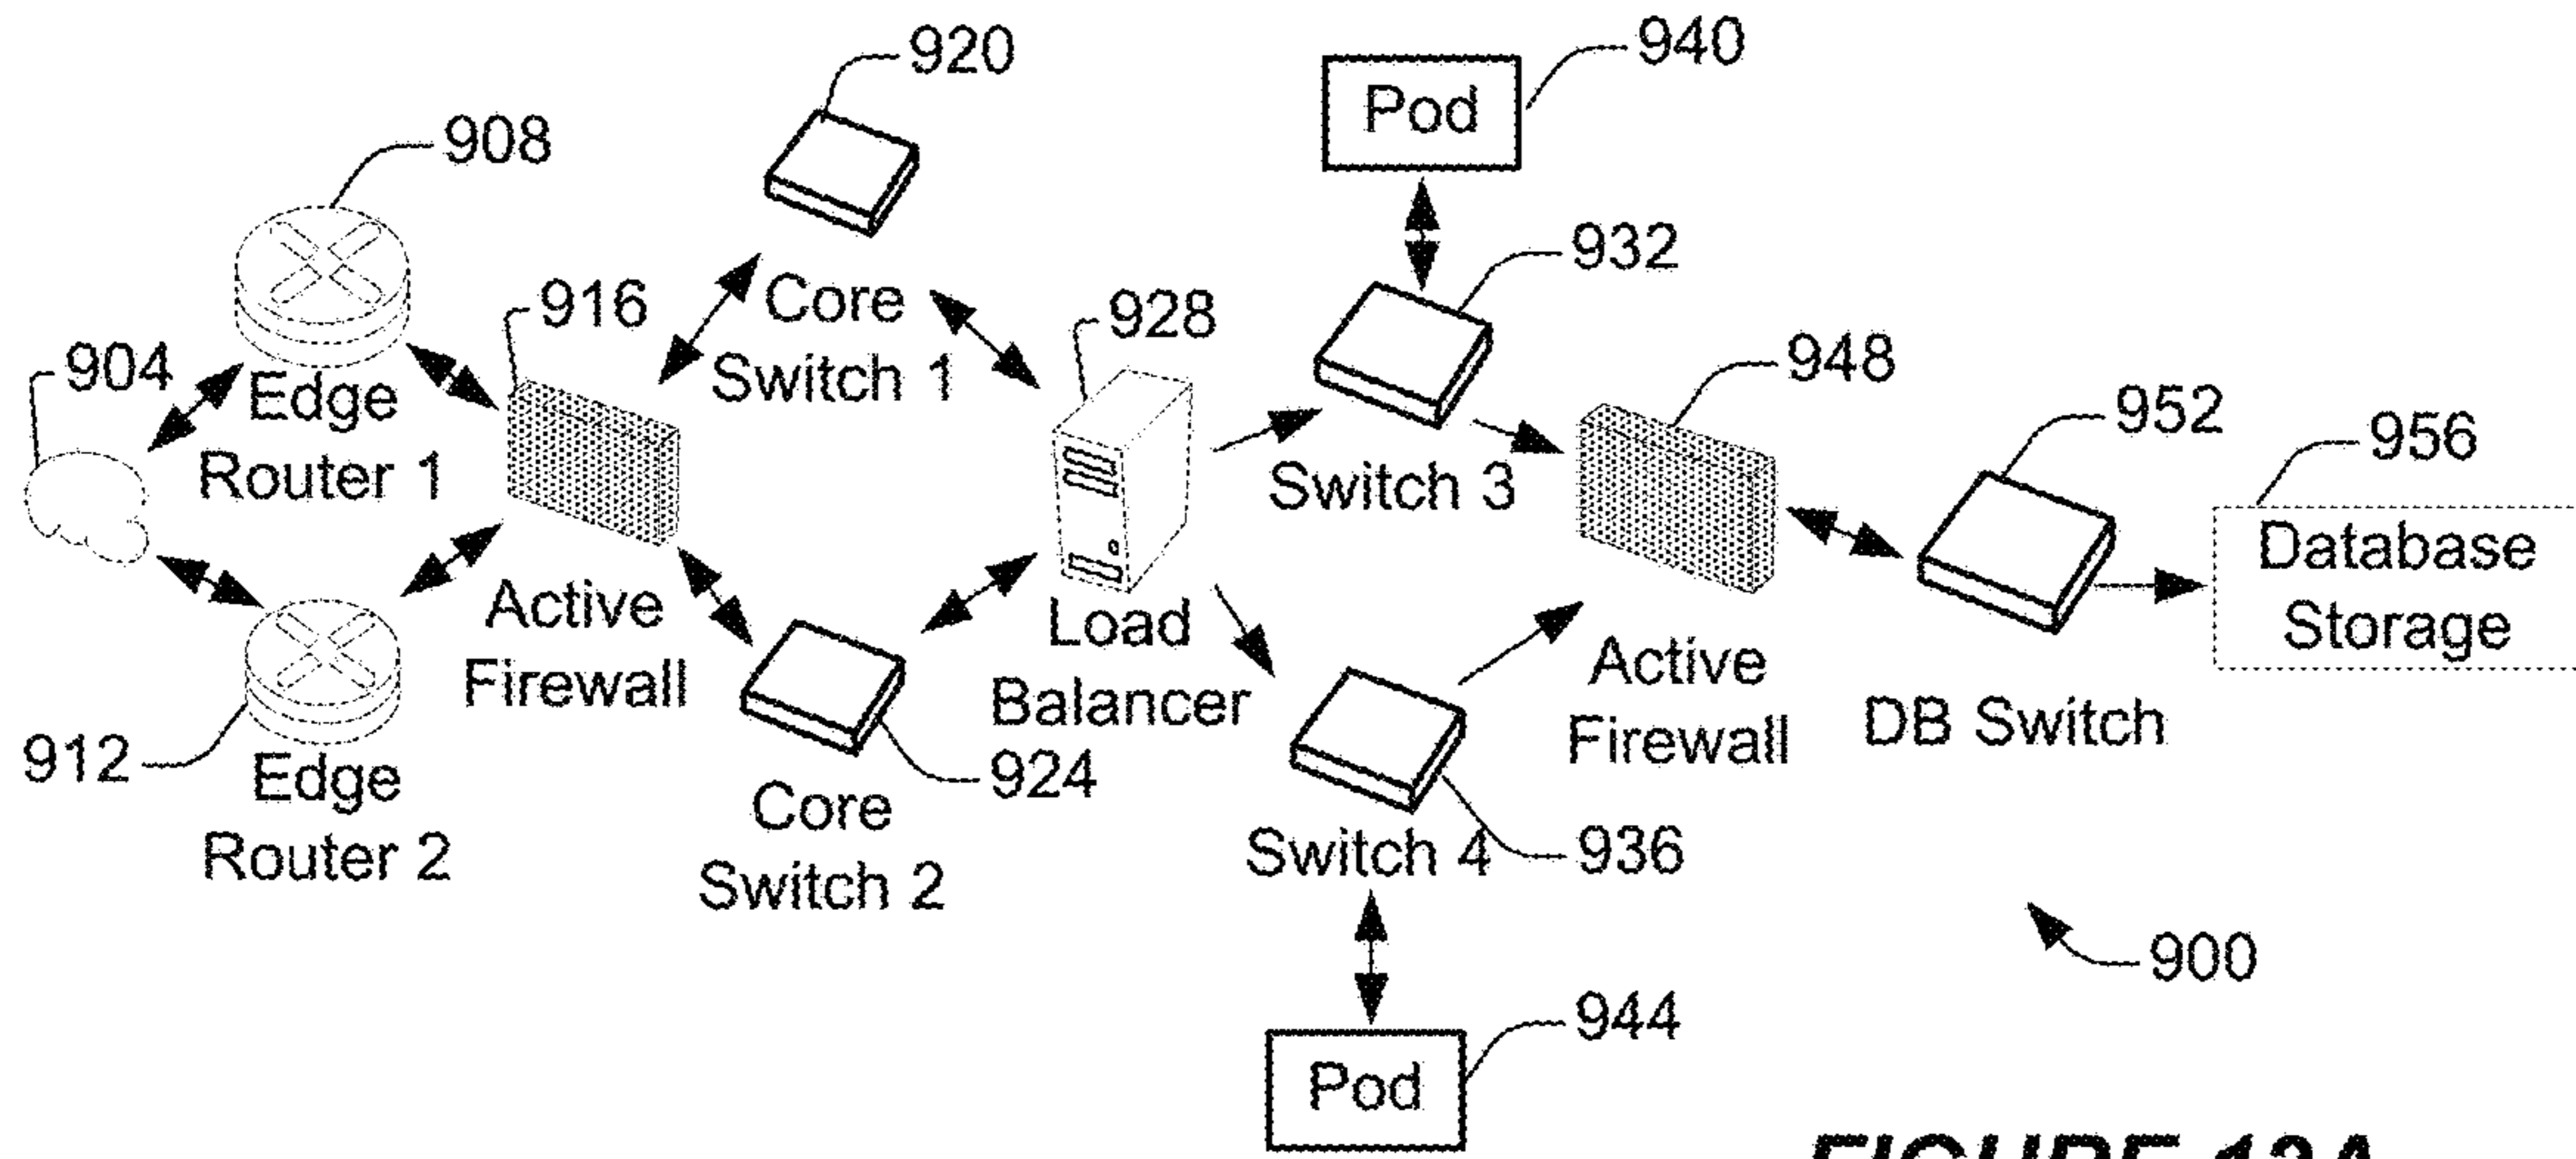 920
940
908
Pod
932
916
Core
Switch 1
928
904
Edge
Router 1
948
952
956
Switch 3
Database
Storage
Active
Firewall
Load
Balancer
Active
Firewall
DB Switch
912
Edge
Router 2
924
Core
Switch 2
Switch 4
936
900
944
Pod
FIGURE 13A